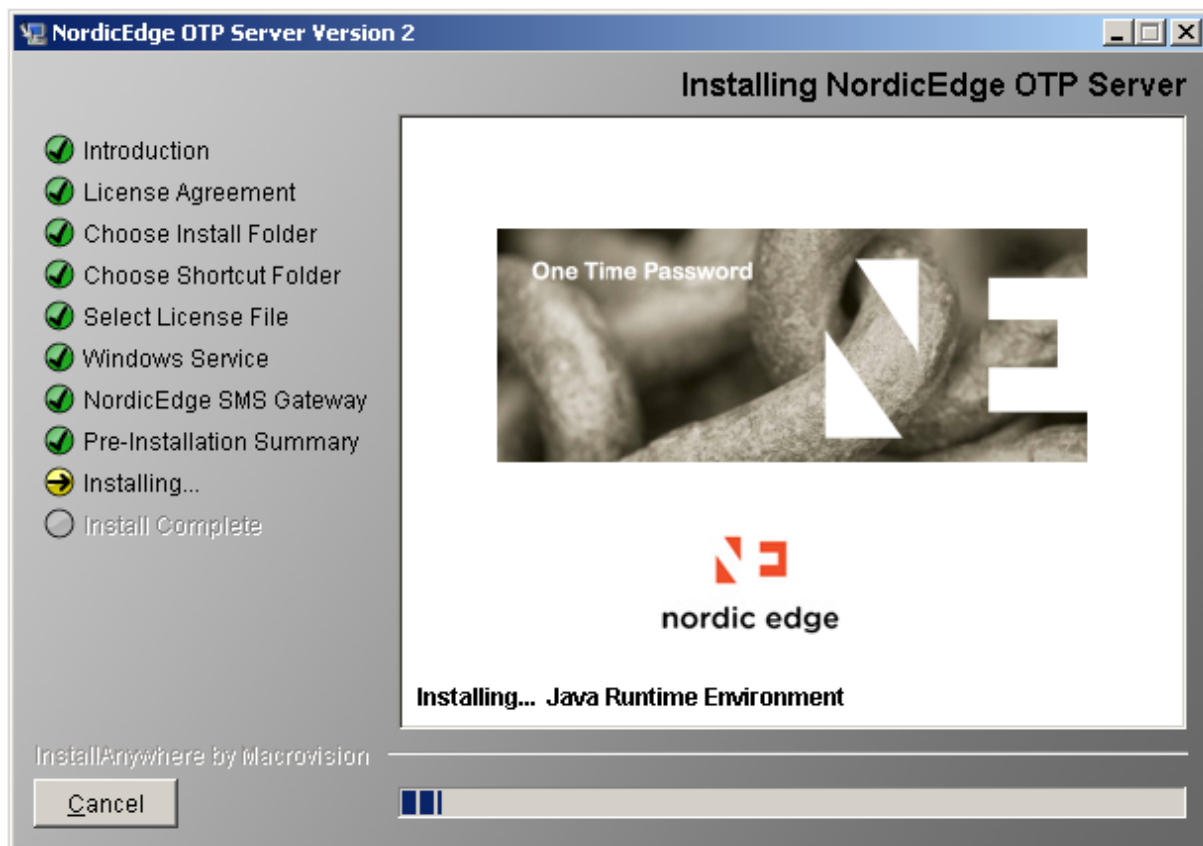 NordicEdge OTP Server Version 2
Installing NordicEdge OTP Server
Introduction
License Agreement
Choose Install Folder
Choose Shortcut Folder
Select License File
Windows Service
NordicEdge SMS Gateway
Pre-Installation Summary
Installing...
Install Complete
One Time Password
NE
NE
nordic edge
Installing... Java Runtime Environment
InstallAnywhere by Macrovision
Cancel